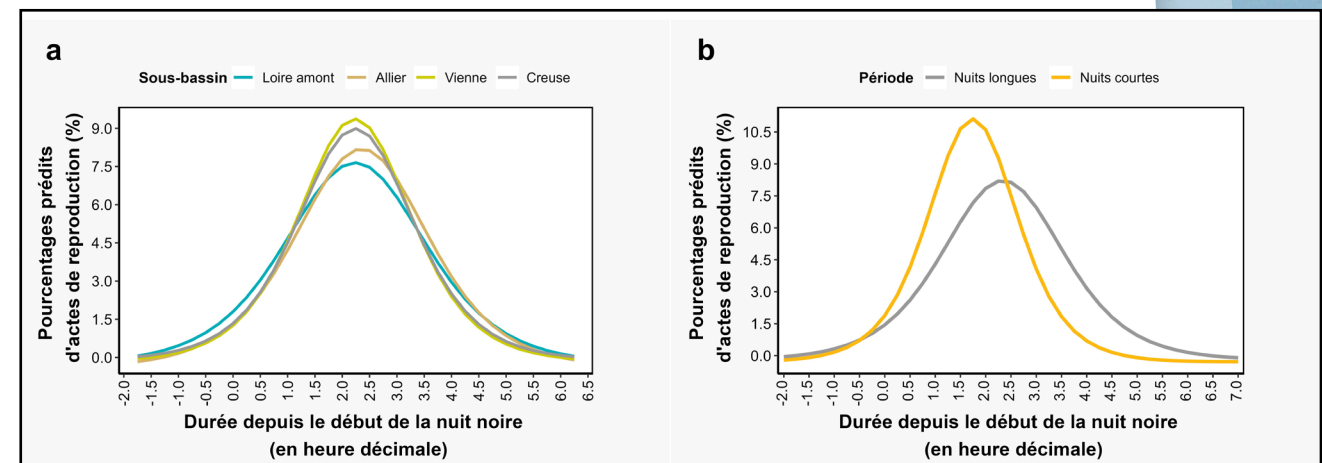 a
Sous-bassin Loire amont Allier Vienne Creuse
Pourcentages prédits
d'actes de reproduction (%)
9.0
7.5
6.0
4.5
3.0
1.5
0.0
-2.0 -1.5 -1.0 -0.5 0.0 0.5 1.0 1.5 2.0 2.5 3.0 3.5 4.0 4.5 5.0 5.5 6.0 6.5
Durée depuis le début de la nuit noire
(en heure décimale)
b
Période Nuits longues Nuits courtes
Pourcentages prédits
d'actes de reproduction (%)
10.5
9.0
7.5
6.0
4.5
3.0
1.5
0.0
-2.0 -1.5 -1.0 -0.5 0.0 0.5 1.0 1.5 2.0 2.5 3.0 3.5 4.0 4.5 5.0 5.5 6.0 6.5 7.0
Durée depuis le début de la nuit noire
(en heure décimale)